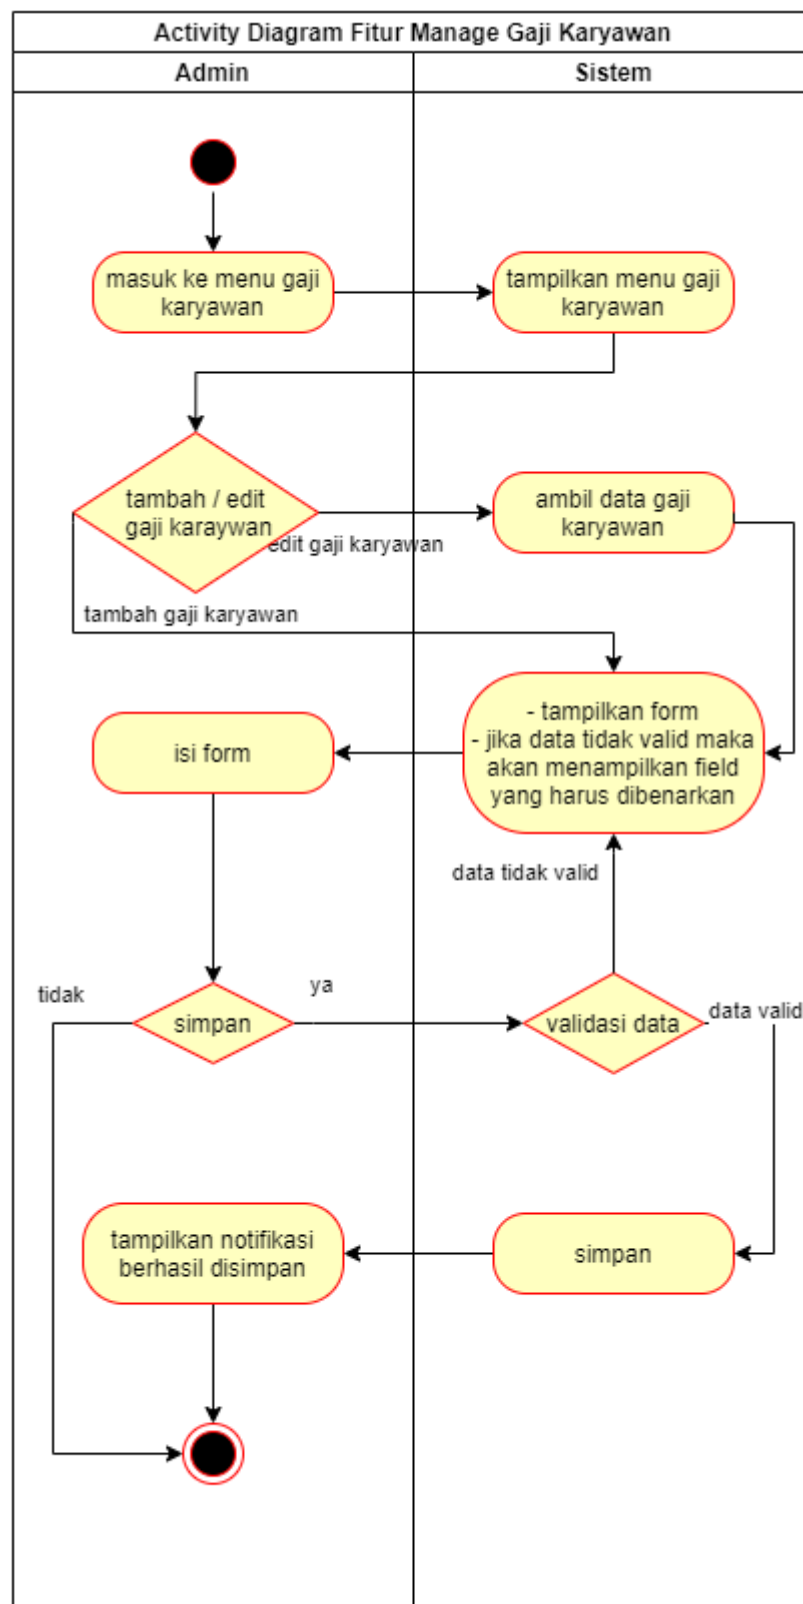 Activity Diagram Fitur Manage Gaji Karyawan
Admin
Sistem
masuk ke menu gaji
karyawan
tampilkan menu gaji
karyawan
tambah / edit
gaji karaywan
edit gaji karyawan
ambil data gaji
karyawan
tambah gaji karyawan
- tampilkan form
- jika data tidak valid maka
akan menampilkan field
yang harus dibenarkan
isi form
data tidak valid
tidak
simpan
ya
validasi data
data valid
tampilkan notifikasi
berhasil disimpan
simpan